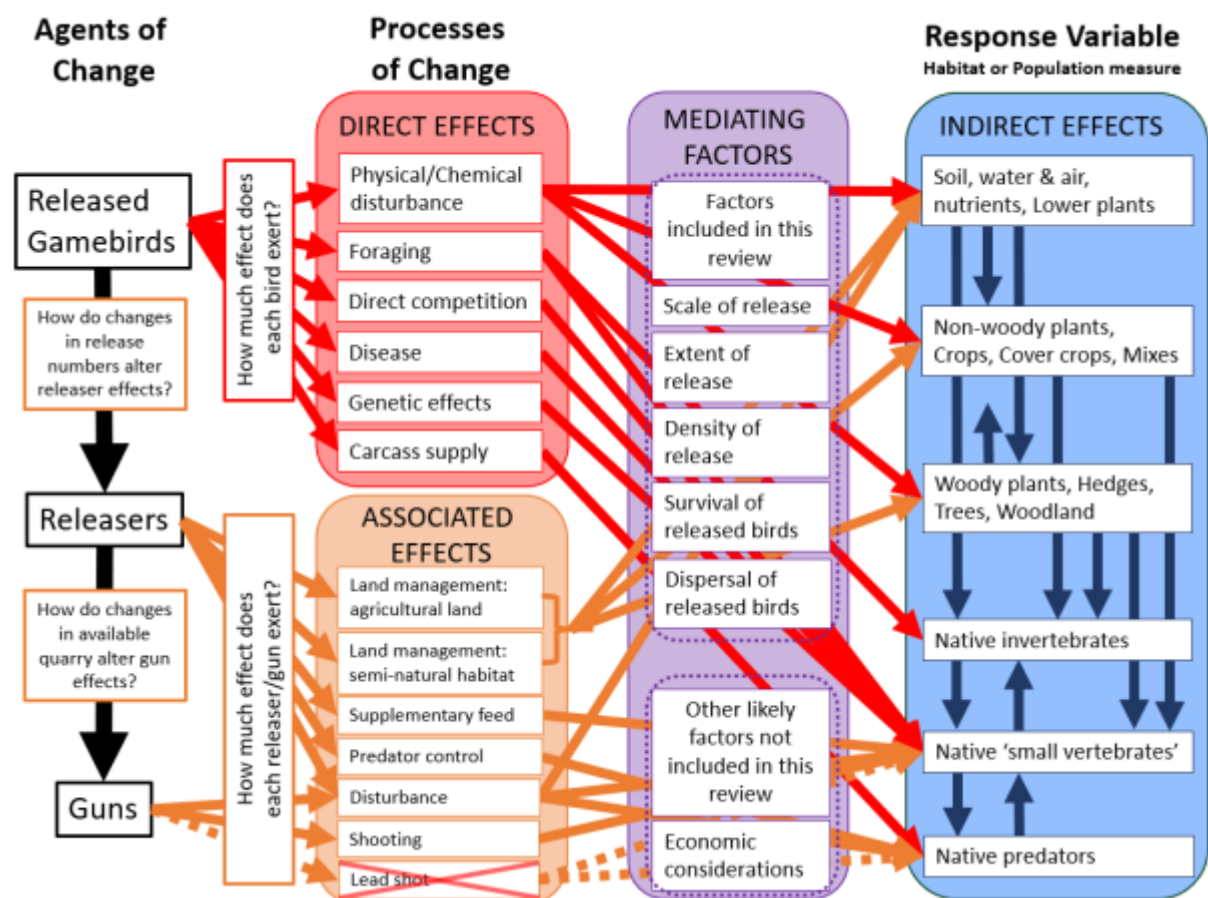 Agents of
Change
Processes
of Change
Response Variable
Habitat or Population measure
Released
Gamebirds
How do changes
in release
numbers alter
releaser effects?
Releasers
How do changes
in available
quarry alter gun
effects?
Guns
How much effect does
each bird exert?
How much effect does
each releaser/gun exert?
DIRECT EFFECTS
Physical/Chemical
disturbance
Foraging
Direct competition
Disease
Genetic effects
Carcass supply
ASSOCIATED
EFFECTS
Land management:
agricultural land
Land management:
semi-natural habitat
Supplementary feed
Predator control
Disturbance
Shooting
Lead shot
MEDIATING
FACTORS
Factors
included in this
review
Scale of release
Extent of
release
Density of
release
Survival of
released birds
Dispersal of
released birds
Other likely
factors not
included in this
review
Economic
considerations
INDIRECT EFFECTS
Soil, water & air,
nutrients, Lower plants
Non-woody plants,
Crops, Cover crops, Mixes
Woody plants, Hedges,
Trees, Woodland
Native invertebrates
Native ‘small vertebrates’
Native predators